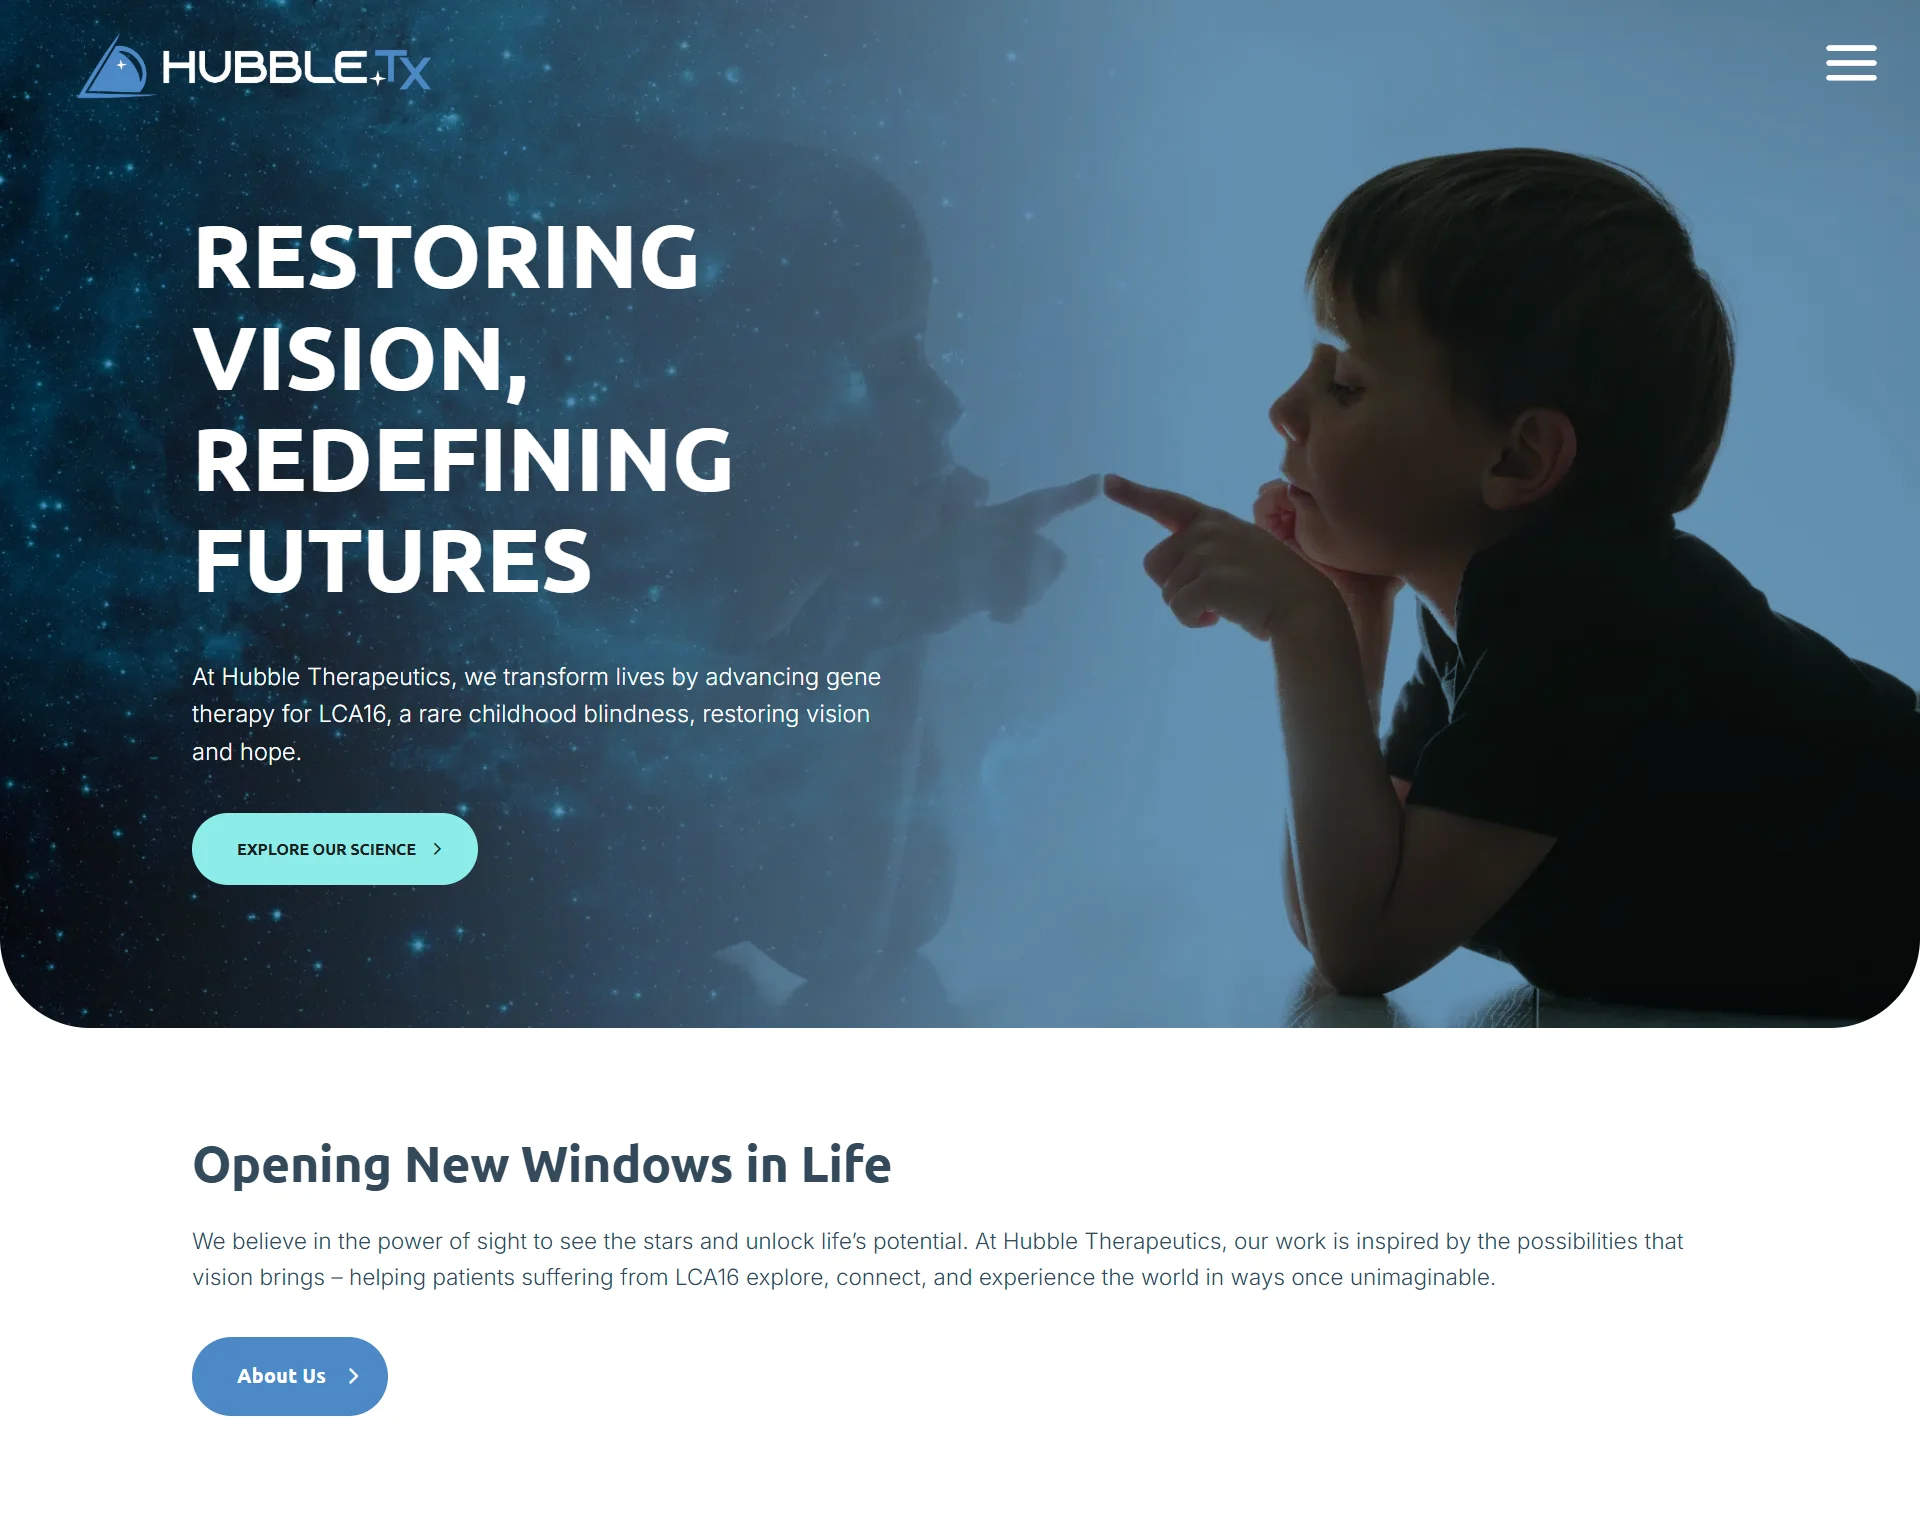 HUBBLE TX
RESTORING
VISION,
REDEFINING
FUTURES
At Hubble Therapeutics, we transform lives by advancing gene
therapy for LCA16, a rare childhood blindness, restoring vision
and hope.
EXPLORE OUR SCIENCE
Opening New Windows in Life
We believe in the power of sight to see the stars and unlock life’s potential. At Hubble Therapeutics, our work is inspired by the possibilities that
vision brings – helping patients suffering from LCA16 explore, connect, and experience the world in ways once unimaginable.
About Us